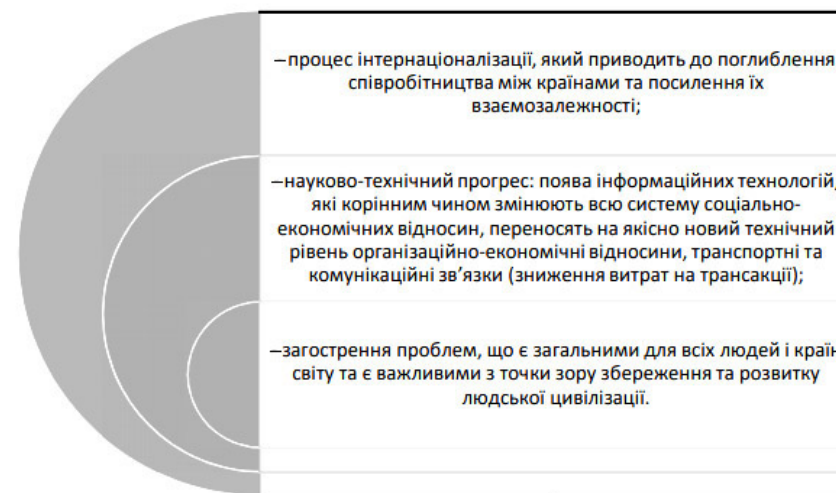 –процес інтернаціоналізації, який приводить до поглиблення
співробітництва між країнами та посилення їх
взаємозалежності;
–науково-технічний прогрес: поява інформаційних технологій,
які корінним чином змінюють всю систему соціально-
економічних відносин, переносять на якісно новий технічний
рівень організаційно-економічні відносини, транспортні та
комунікаційні зв’язки (зниження витрат на трансакції);
–загострення проблем, що є загальними для всіх людей і країн
світу та є важливими з точки зору збереження та розвитку
людської цивілізації.